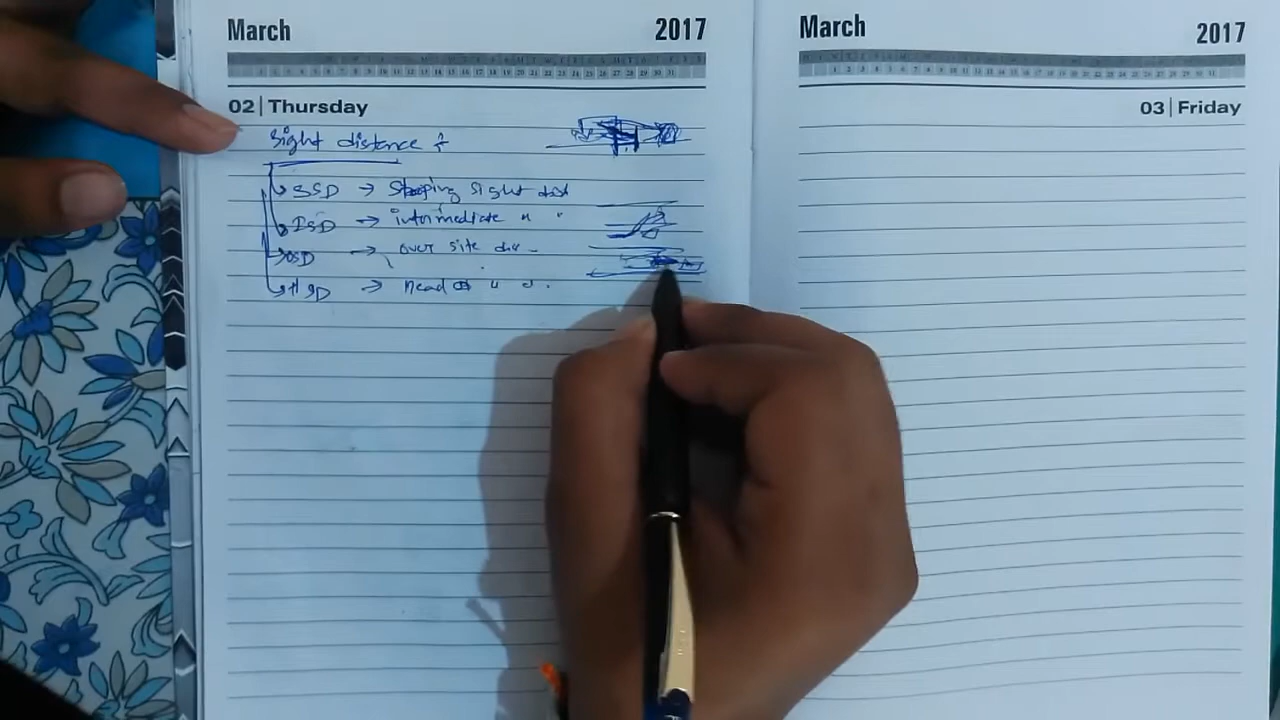 March 2017
02 | Thursday
Sight distance :
SSD → Stopping Sight dist
ISD → intermediate " "
OSD → over site dis -
HSD → head " " .
March 2017
03 | Friday